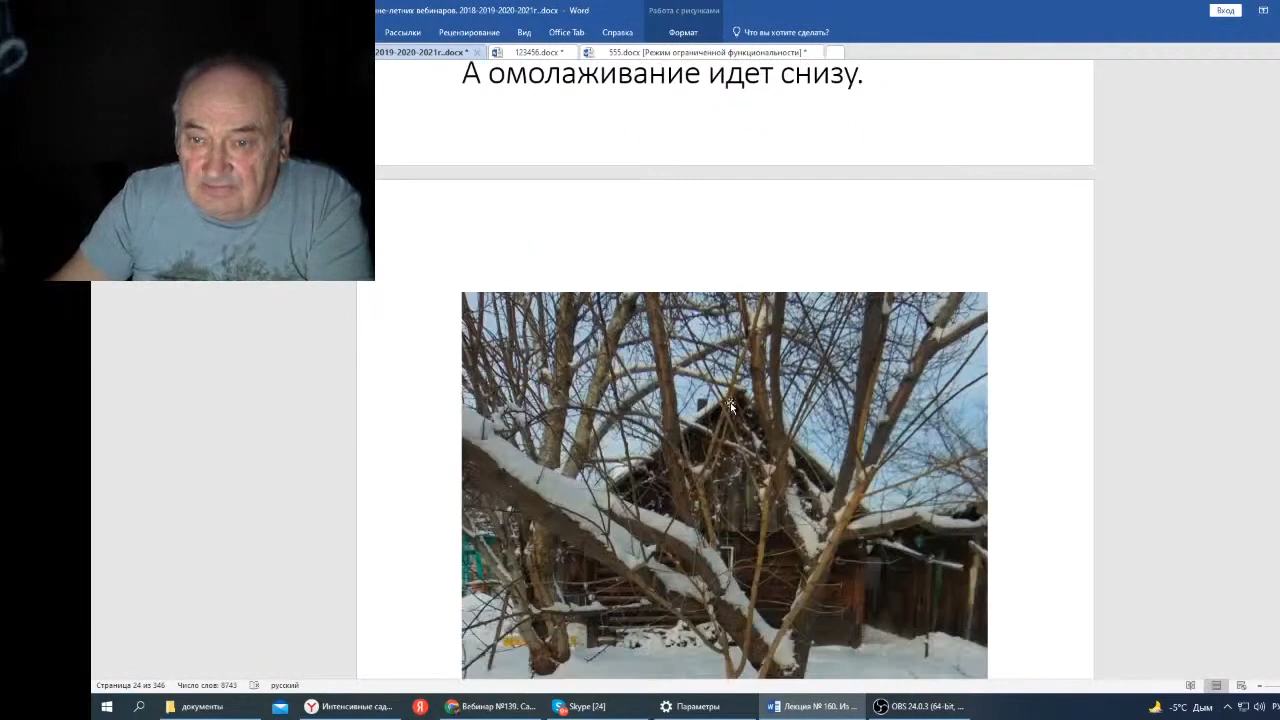 не-летних вебинаров. 2018-2019-2020-2021г..docx - Word
Работа с рисунками
Вход
Рассылки
Рецензирование
Вид
Office Tab
Справка
Формат
Что вы хотите сделать?
2019-2020-2021г..docx *
123456.docx *
555.docx [Режим ограниченной функциональности] *
А омолаживание идет снизу.
Страница 24 из 346
Число слов: 8743
русский
документы
Интенсивные сад...
Я
Вебинар №139. Са...
Skype [24]
Параметры
Лекция № 160. Из ...
OBS 24.0.3 (64-bit, ...
-5°C Дым